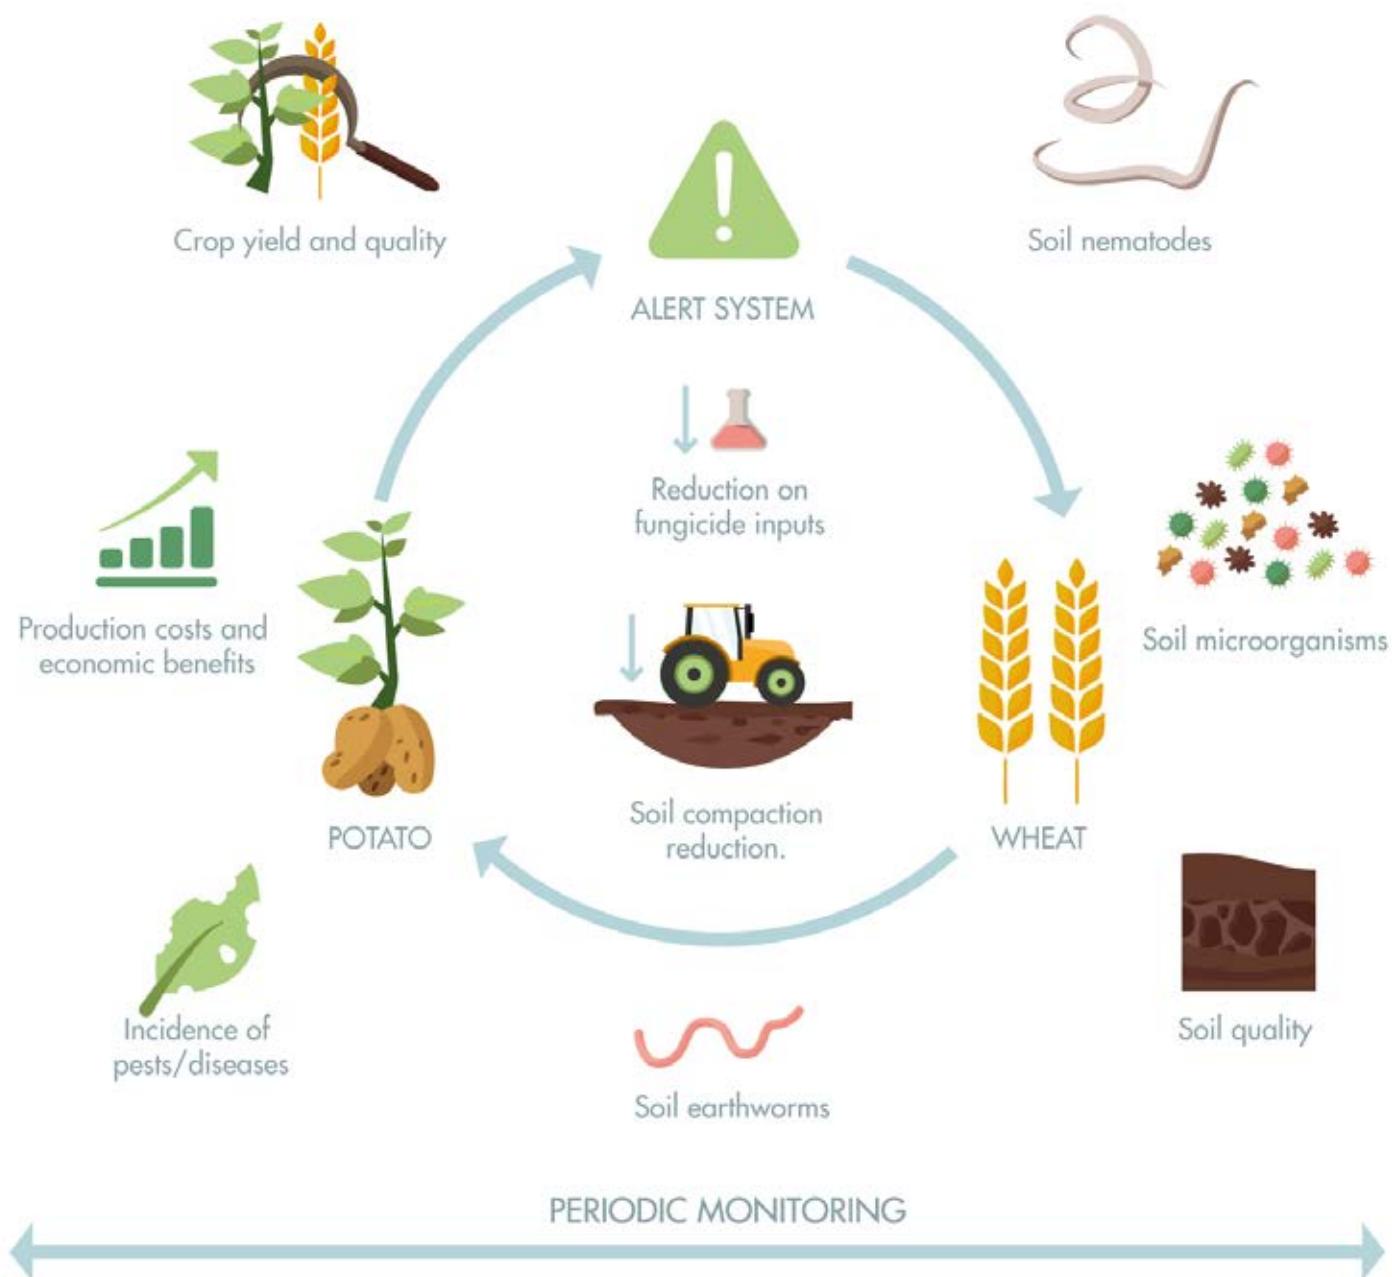 Crop yield and quality
Soil nematodes
ALERT SYSTEM
Reduction on
fungicide inputs
Production costs and
economic benefits
Soil microorganisms
Soil compaction
reduction.
POTATO
WHEAT
Incidence of
pests/diseases
Soil quality
Soil earthworms
PERIODIC MONITORING